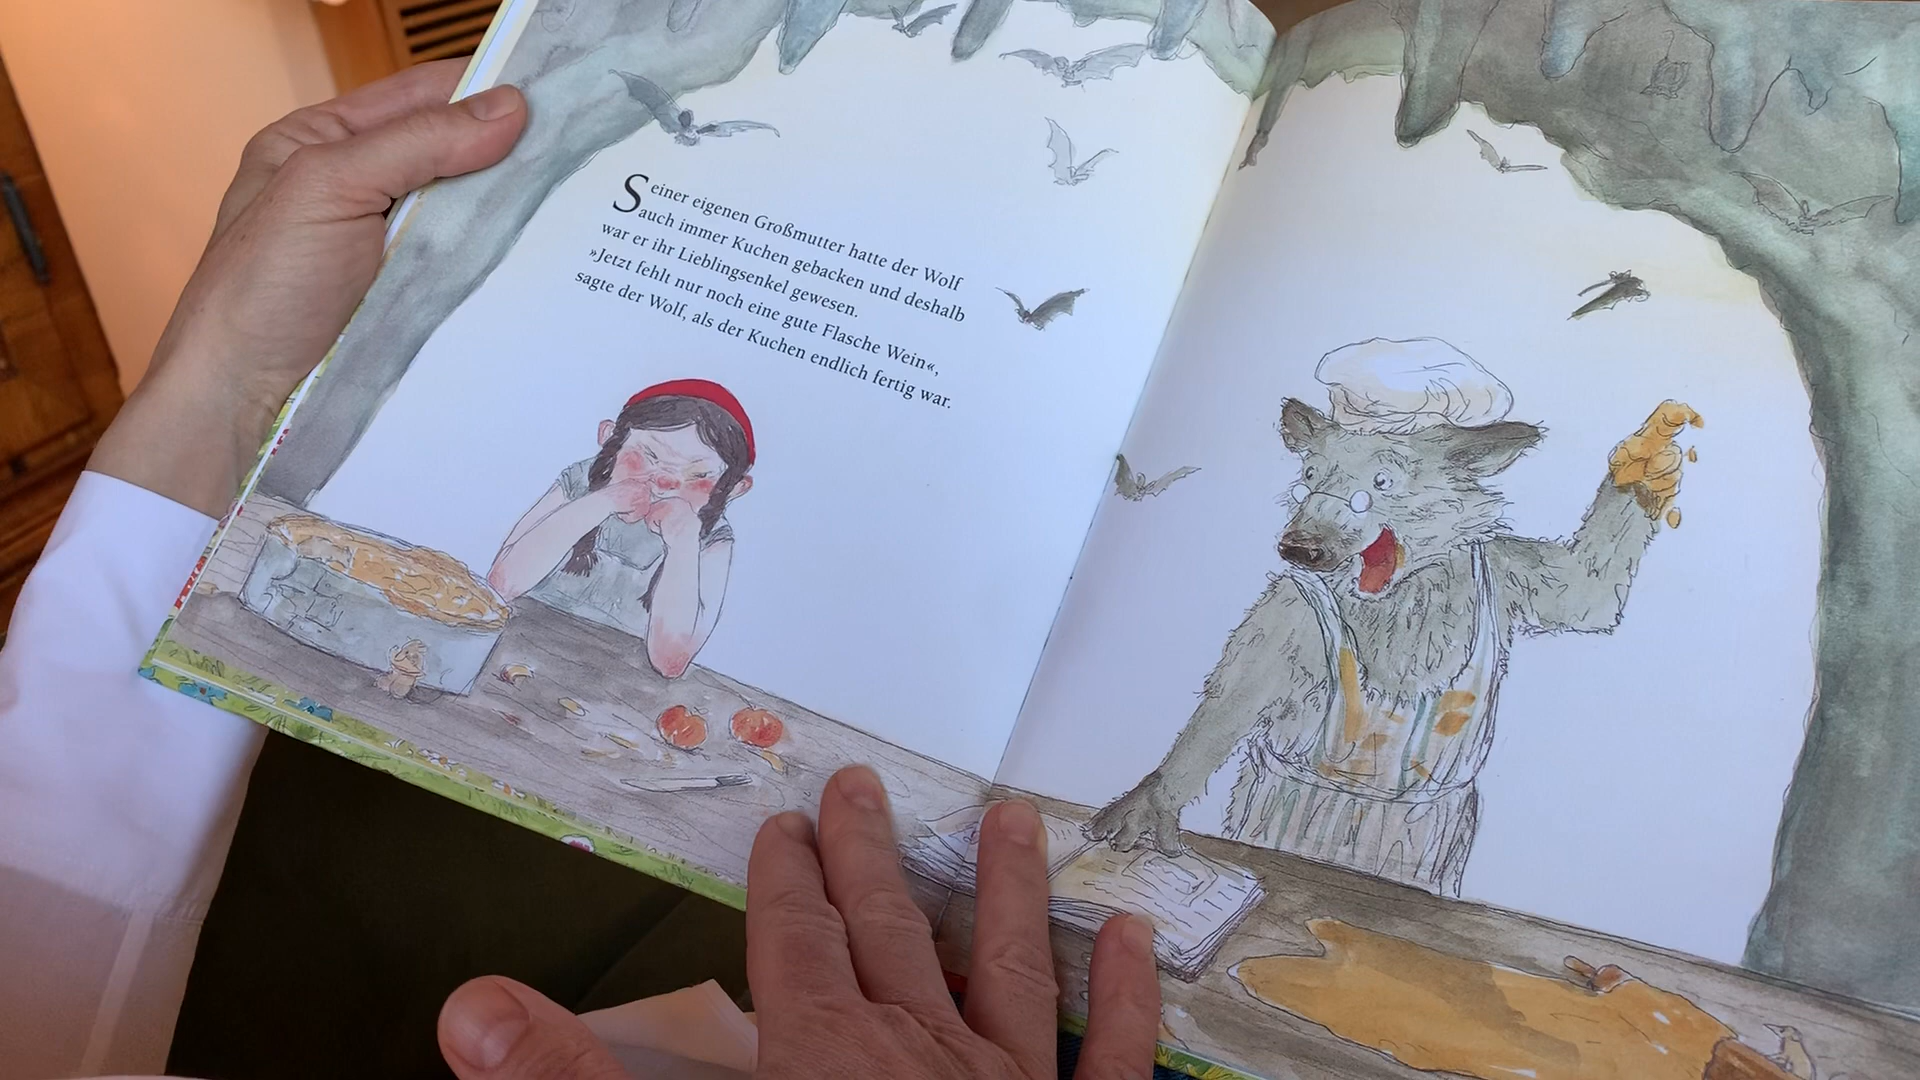 Seiner eigenen Großmutter hatte der Wolf
auch immer Kuchen gebacken und deshalb
war er ihr Lieblingsenkel gewesen.
»Jetzt fehlt nur noch eine gute Flasche Wein«,
sagte der Wolf, als der Kuchen endlich fertig war.